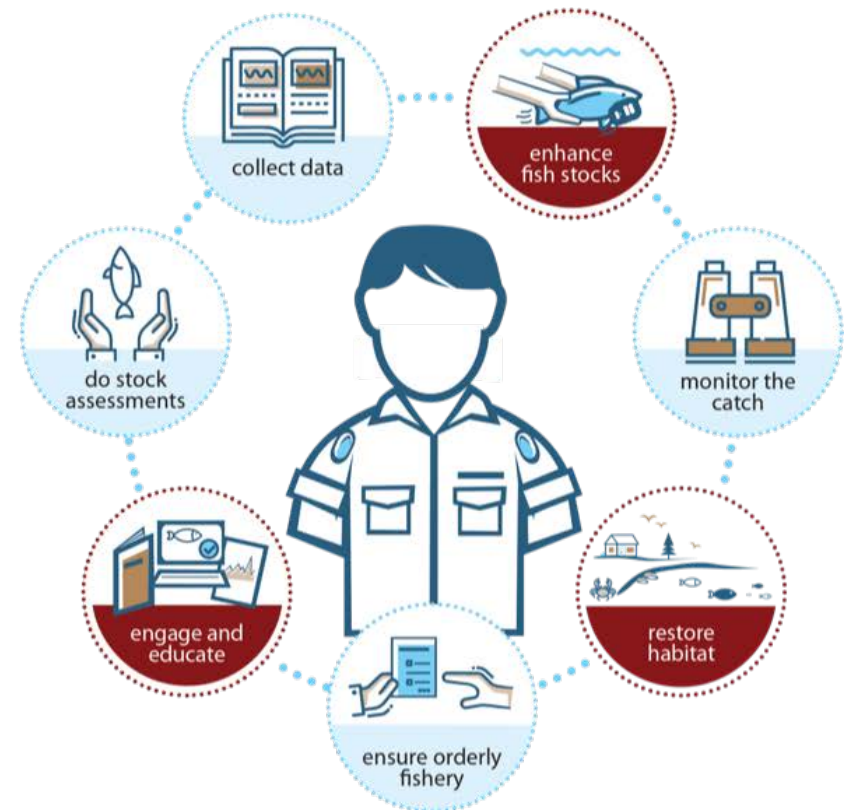 collect data
enhance
fish stocks
do stock
assessments
monitor the
catch
engage and
educate
restore
habitat
ensure orderly
fishery